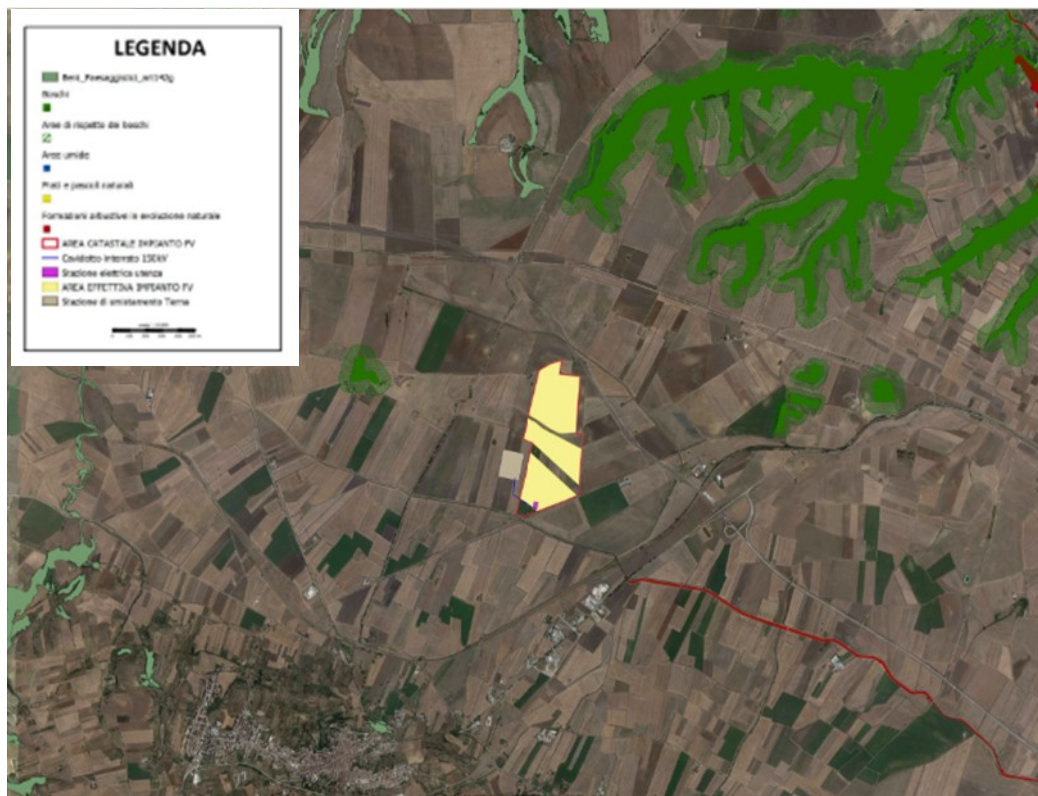 LEGENDA
Beni_Paesaggistici_art142g
Boschi
Aree di rispetto dei boschi
Aree umide
Prati e pascoli naturali
Formazioni arbustive in evoluzione naturale
AREA CATASTALE IMPIANTO FV
Cavidotto interrato 150kV
Stazione elettrica utenza
AREA EFFETTIVA IMPIANTO FV
Stazione di smistamento Terna